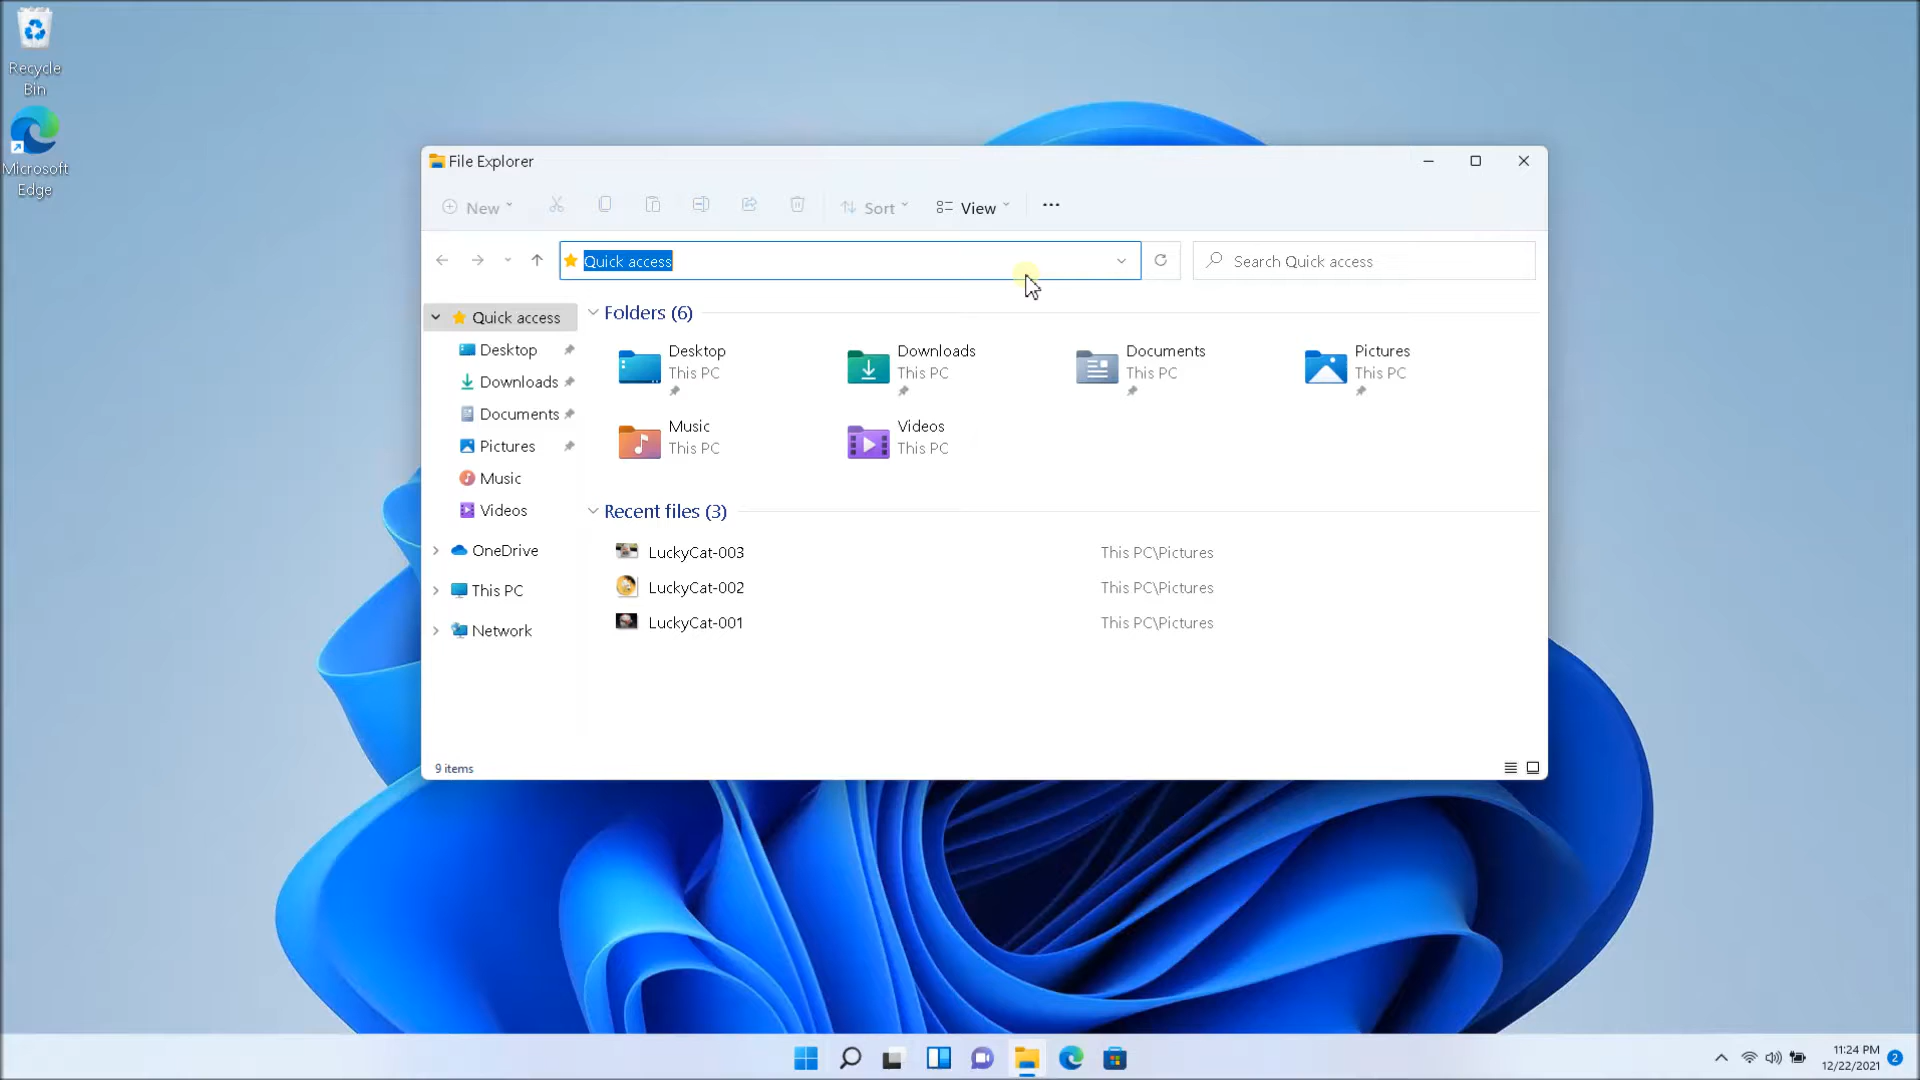 Recycle
Bin
Microsoft
Edge
File Explorer
New
Sort
View
Quick access
Search Quick access
Quick access
Desktop
Downloads
Documents
Pictures
Music
Videos
OneDrive
This PC
Network
Folders (6)
Desktop
This PC
Downloads
This PC
Documents
This PC
Pictures
This PC
Music
This PC
Videos
This PC
Recent files (3)
LuckyCat-003 This PC\Pictures
LuckyCat-002 This PC\Pictures
LuckyCat-001 This PC\Pictures
9 items
11:24 PM
12/22/2021
2